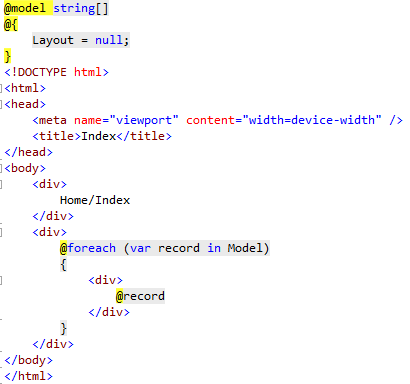 @model string[]
@{
    Layout = null;
}
<!DOCTYPE html>
<html>
<head>
    <meta name="viewport" content="width=device-width" />
    <title>Index</title>
</head>
<body>
    <div>
        Home/Index
    </div>
    <div>
        @foreach (var record in Model)
        {
            <div>
                @record
            </div>
        }
    </div>
</body>
</html>